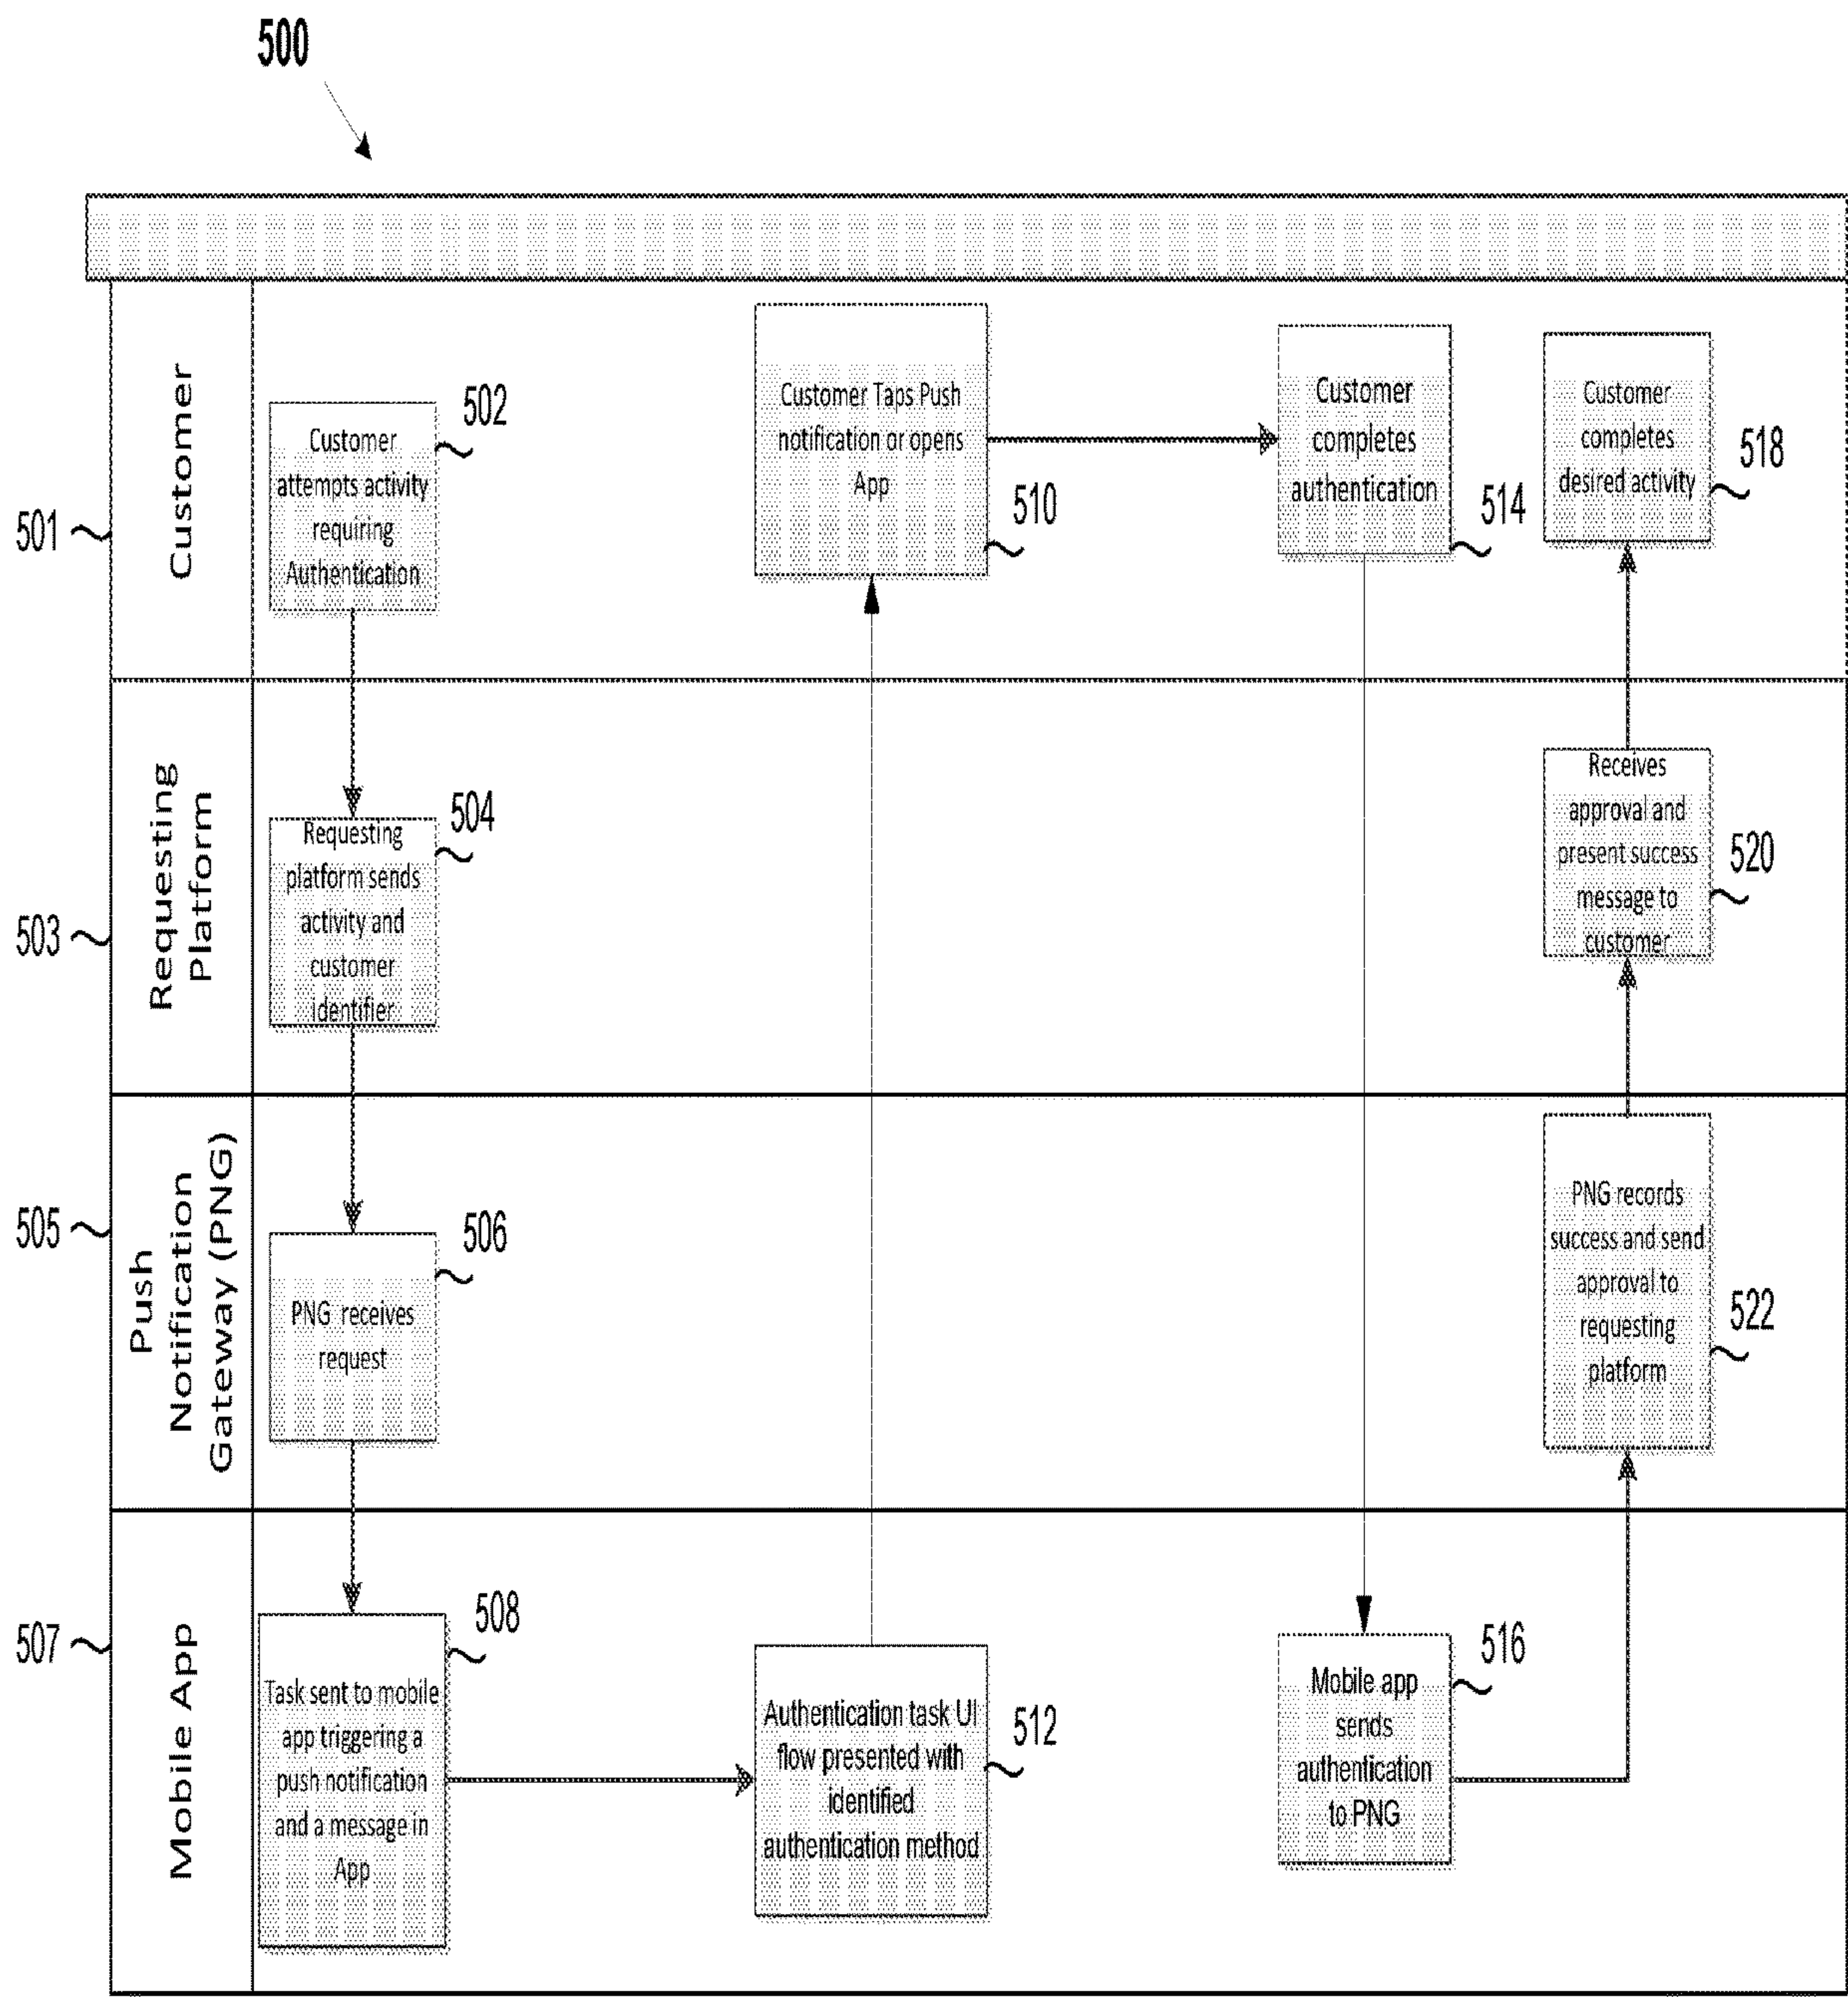 500
501
Customer
Customer
attempts activity
requiring
Authentication
502
Customer Taps Push
notification or opens
App
510
Customer
completes
authentication
514
Customer
completes
desired activity
518
503
Requesting
Platform
Requesting
platform sends
activity and
customer
identifier
504
Receives
approval and
present success
message to
customer
520
505
Push
Notification
Gateway (PNG)
PNG receives
request
506
PNG records
success and send
approval to
requesting
platform
522
507
Mobile App
Task sent to mobile
app triggering a
push notification
and a message in
App
508
Authentication task UI
flow presented with
identified
authentication method
512
Mobile app
sends
authentication
to PNG
516